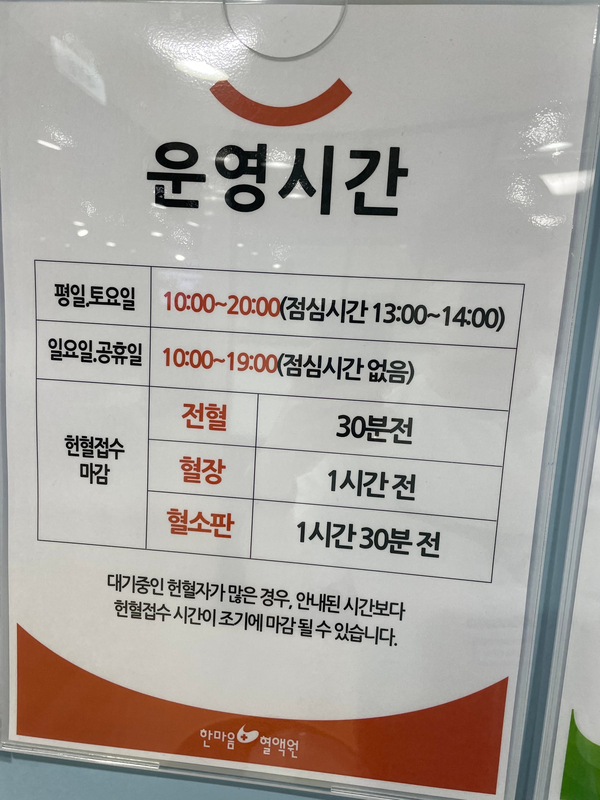 운영시간
평일.토요일 10:00~20:00(점심시간 13:00~14:00)
일요일.공휴일 10:00~19:00(점심시간 없음)
헌혈접수
마감
전혈 30분전
혈장 1시간 전
혈소판 1시간 30분 전
대기중인 헌혈자가 많은 경우, 안내된 시간보다
헌혈접수 시간이 조기에 마감 될 수 있습니다.
한마음 혈액원